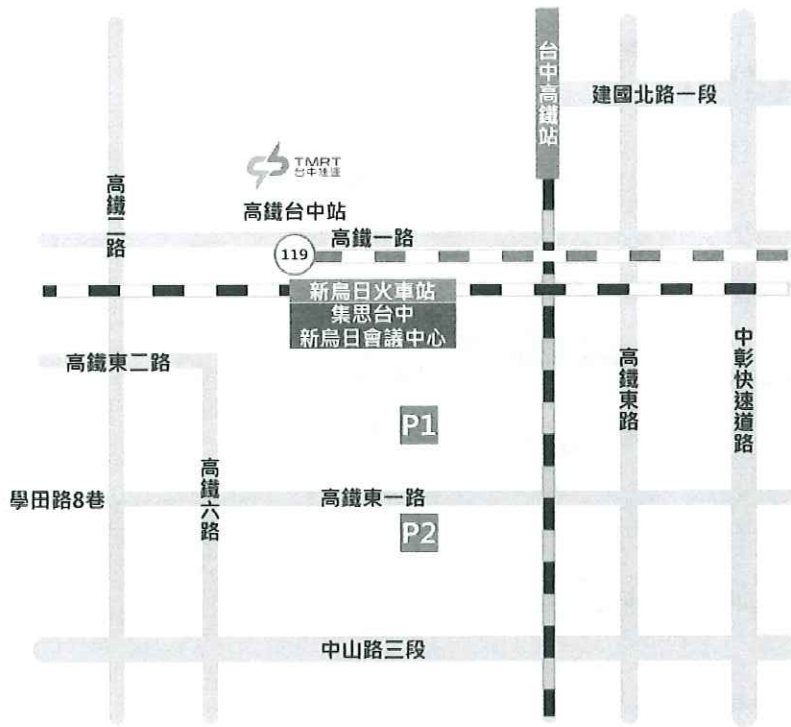 台中高鐵站
建國北路一段
TMRT
台中捷運
高鐵台中站
高鐵二路
高鐵一路
119
新烏日火車站
集思台中
新烏日會議中心
高鐵東二路
高鐵東路
中彰快速道路
P1
高鐵六路
學田路8巷
高鐵東一路
P2
中山路三段